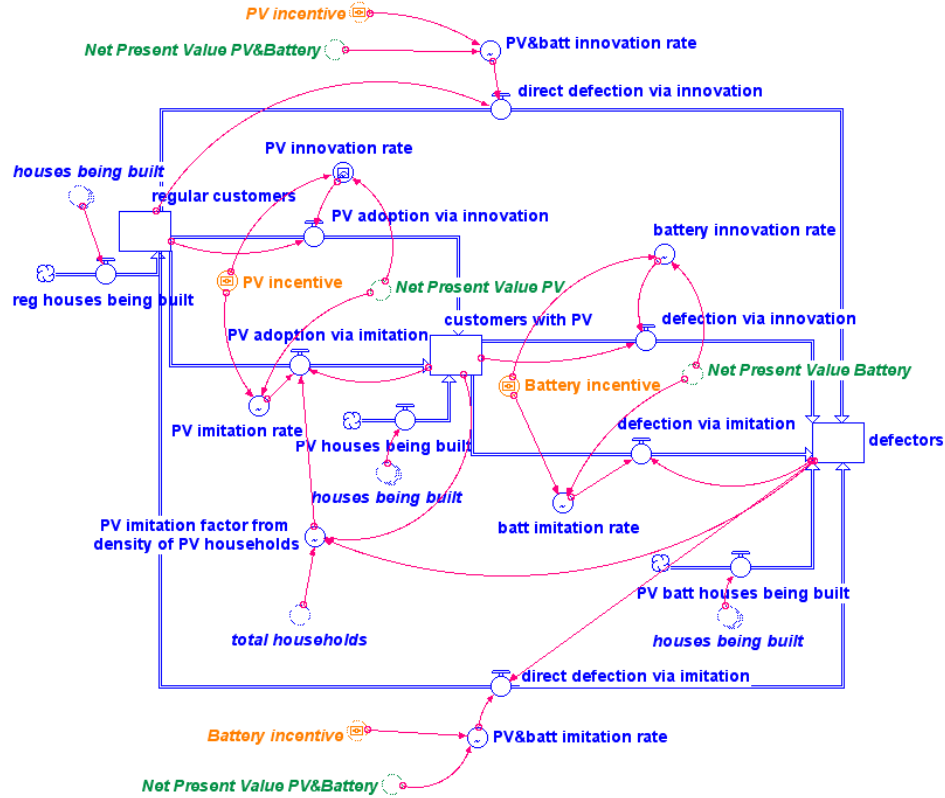 PV incentive
PV&batt innovation rate
Net Present Value PV&Battery
direct defection via innovation
PV innovation rate
houses being built
regular customers
PV adoption via innovation
battery innovation rate
reg houses being built
PV incentive
Net Present Value PV
customers with PV
defection via innovation
PV adoption via imitation
Battery incentive
Net Present Value Battery
PV imitation rate
PV houses being built
defection via imitation
defectors
houses being built
batt imitation rate
PV imitation factor from
density of PV households
PV batt houses being built
total households
houses being built
direct defection via imitation
Battery incentive
PV&batt imitation rate
Net Present Value PV&Battery